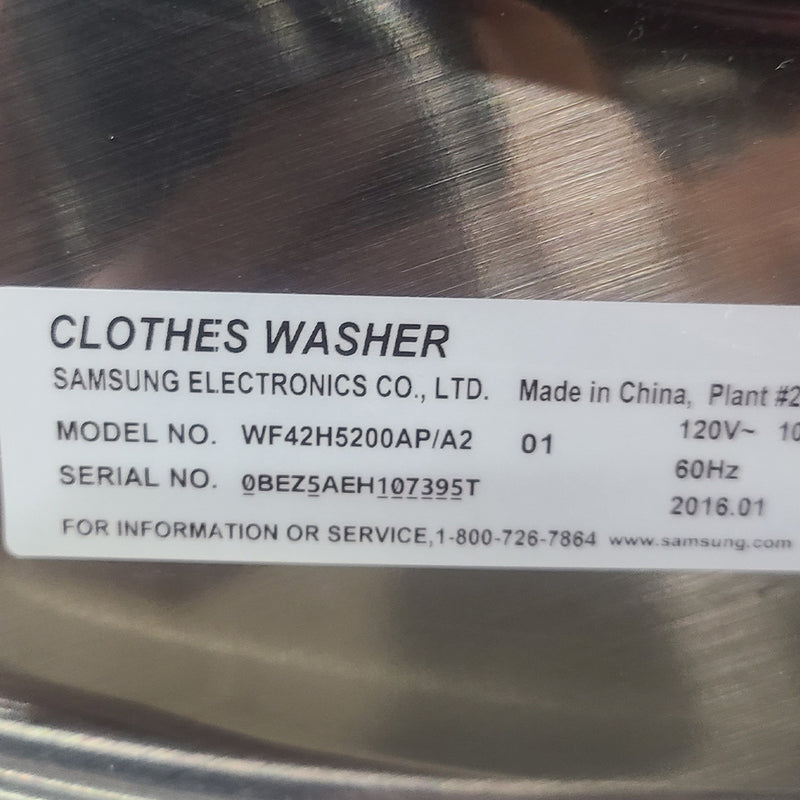 CLOTHES WASHER
SAMSUNG ELECTRONICS CO., LTD. Made in China, Plant #2
MODEL NO. WF42H5200AP/A2 01 120V~ 10
SERIAL NO. 0BEZ5AEH107395T 60Hz
2016.01
FOR INFORMATION OR SERVICE,1-800-726-7864 www.samsung.com